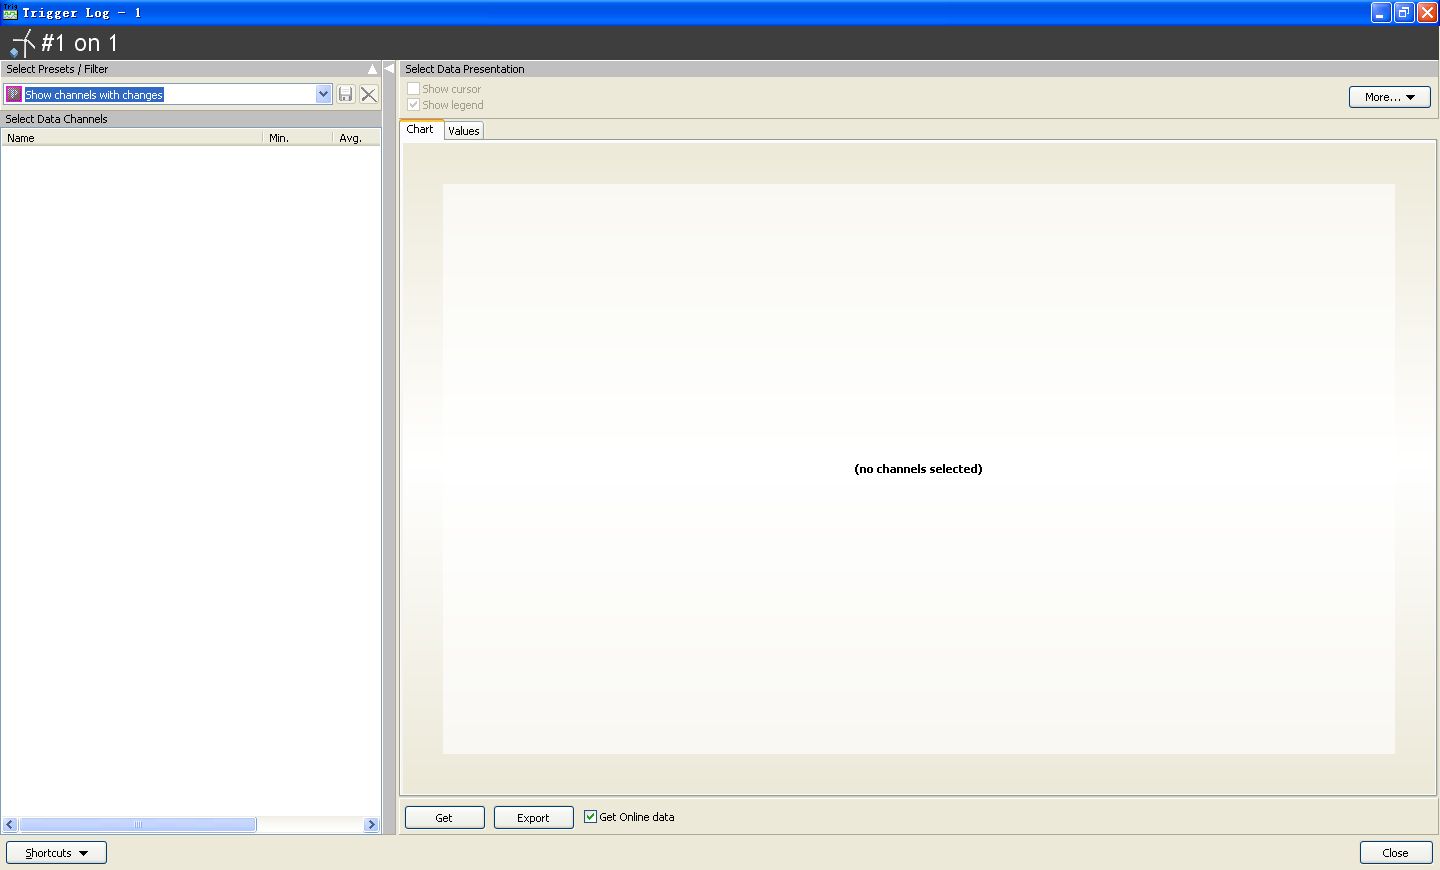 Trig
Trigger Log - 1
#1 on 1
Select Presets / Filter
Show channels with changes
Select Data Channels
Name Min. Avg.
Select Data Presentation
Show cursor
Show legend
More...
Chart Values
(no channels selected)
Get Export Get Online data
Shortcuts Close